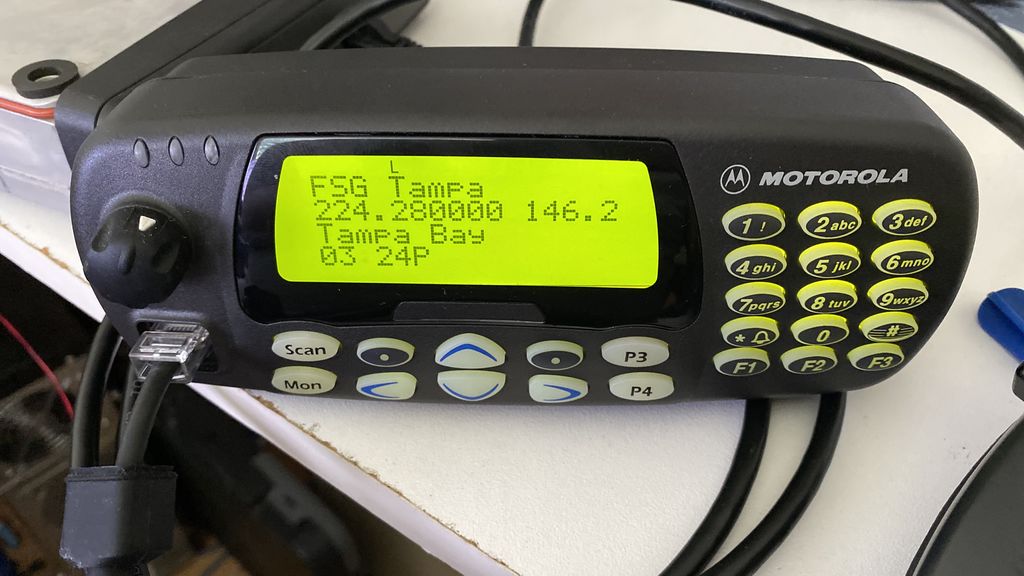 L
FSG Tampa
224.280000 146.2
Tampa Bay
03 24P
MOTOROLA
1 ! 2abc 3def
4ghi 5jkl 6mno
7pqrs 8tuv 9wxyz
* 0 #
F1 F2 F3
Scan P3
Mon P4